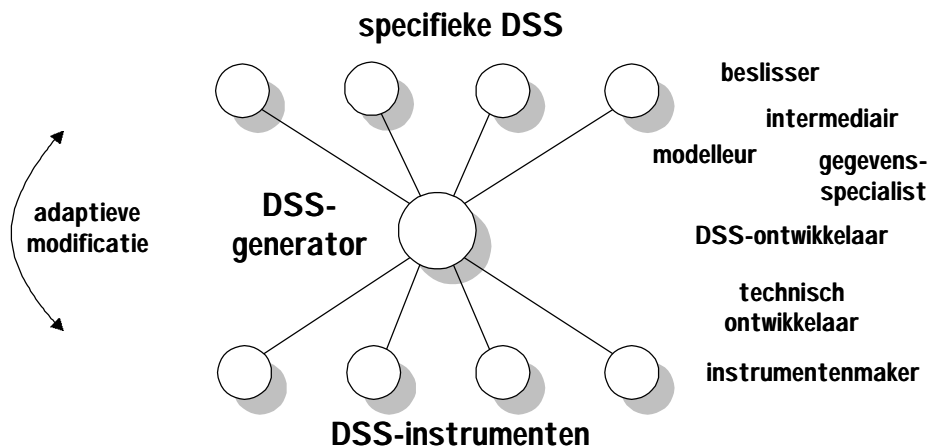 specifieke DSS
beslisser
intermediair
modelleur
gegevens-
specialist
adaptieve
modificatie
DSS-
generator
DSS-ontwikkelaar
technisch
ontwikkelaar
instrumentenmaker
DSS-instrumenten